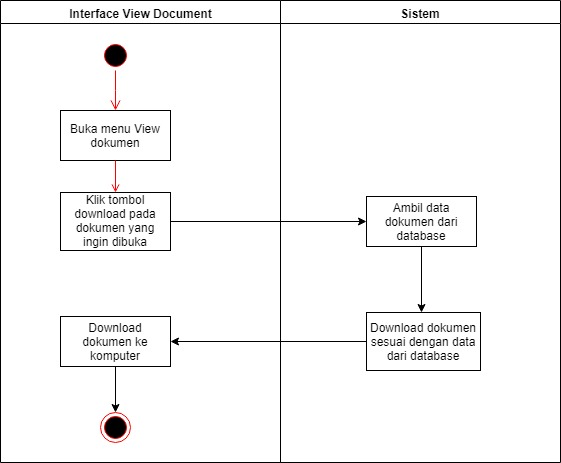 Interface View Document
Sistem
Buka menu View
dokumen
Klik tombol
download pada
dokumen yang
ingin dibuka
Ambil data
dokumen dari
database
Download dokumen
sesuai dengan data
dari database
Download
dokumen ke
komputer